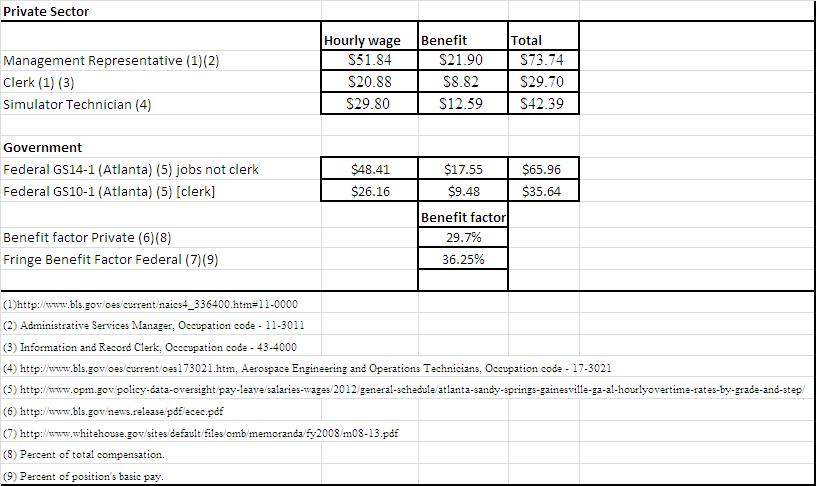 Private Sector
Hourly wage Benefit Total
Management Representative (1)(2) $51.84 $21.90 $73.74
Clerk (1) (3) $20.88 $8.82 $29.70
Simulator Technician (4) $29.80 $12.59 $42.39
Government
Federal GS14-1 (Atlanta) (5) jobs not clerk $48.41 $17.55 $65.96
Federal GS10-1 (Atlanta) (5) [clerk] $26.16 $9.48 $35.64
Benefit factor
Benefit factor Private (6)(8) 29.7%
Fringe Benefit Factor Federal (7)(9) 36.25%
(1)http://www.bls.gov/oes/current/naics4_336400.htm#11-0000
(2) Administrative Services Manager, Occupation code - 11-3011
(3) Information and Record Clerk, Occcupation code - 43-4000
(4) http://www.bls.gov/oes/current/oes173021.htm, Aerospace Engineering and Operations Technicians, Occupation code - 17-3021
(5) http://www.opm.gov/policy-data-oversight/pay-leave/salaries-wages/2012/general-schedule/atlanta-sandy-springs-gainesville-ga-al-hourlyovertime-rates-by-grade-and-step/
(6) http://www.bls.gov/news.release/pdf/ecec.pdf
(7) http://www.whitehouse.gov/sites/default/files/omb/memoranda/fy2008/m08-13.pdf
(8) Percent of total compensation.
(9) Percent of position's basic pay.